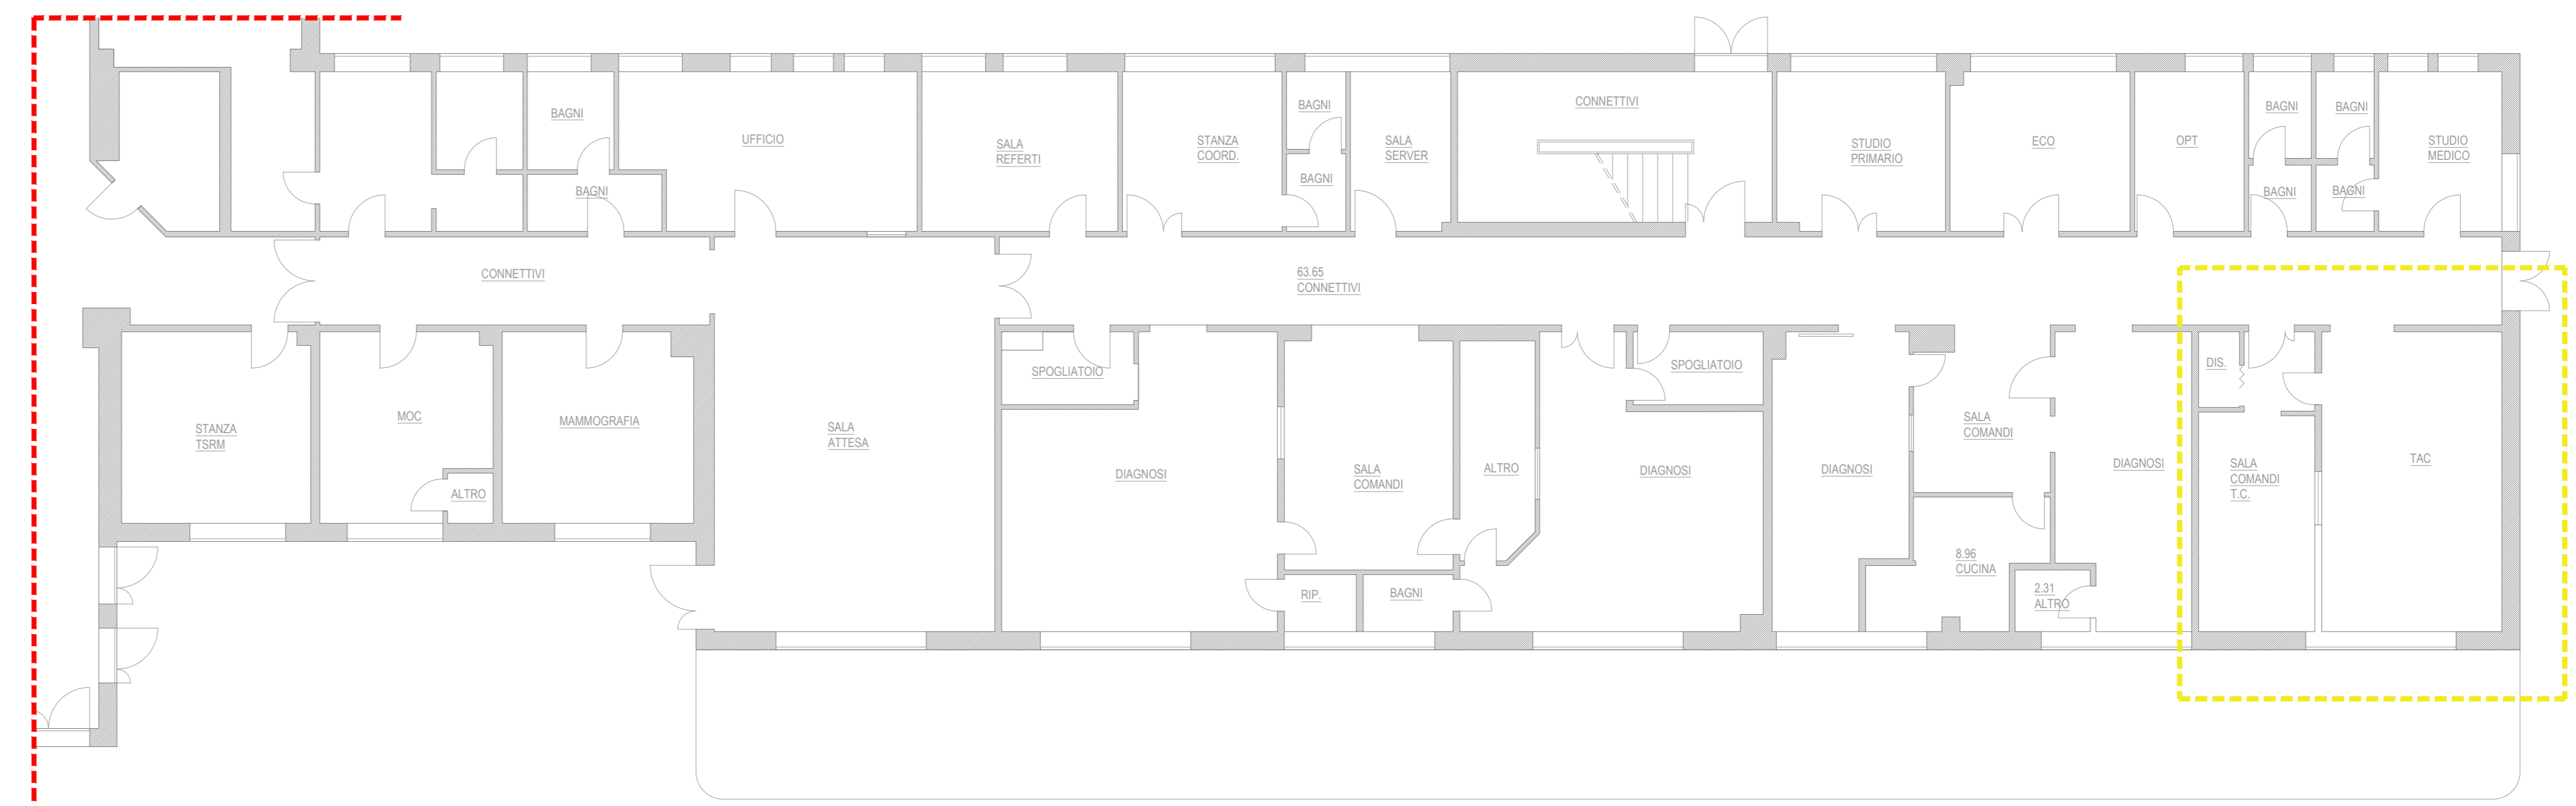 BAGNI
BAGNI
UFFICIO
SALA
REFERTI
STANZA
COORD.
BAGNI
BAGNI
SALA
SERVER
CONNETTIVI
STUDIO
PRIMARIO
ECO
OPT
BAGNI
BAGNI
BAGNI
BAGNI
STUDIO
MEDICO
CONNETTIVI
63.65
CONNETTIVI
STANZA
TSRM
MOC
ALTRO
MAMMOGRAFIA
SALA
ATTESA
SPOGLIATOIO
DIAGNOSI
SALA
COMANDI
RIP.
BAGNI
ALTRO
SPOGLIATOIO
DIAGNOSI
DIAGNOSI
SALA
COMANDI
8.96
CUCINA
2.31
ALTRO
DIAGNOSI
DIS.
SALA
COMANDI
T.C.
TAC